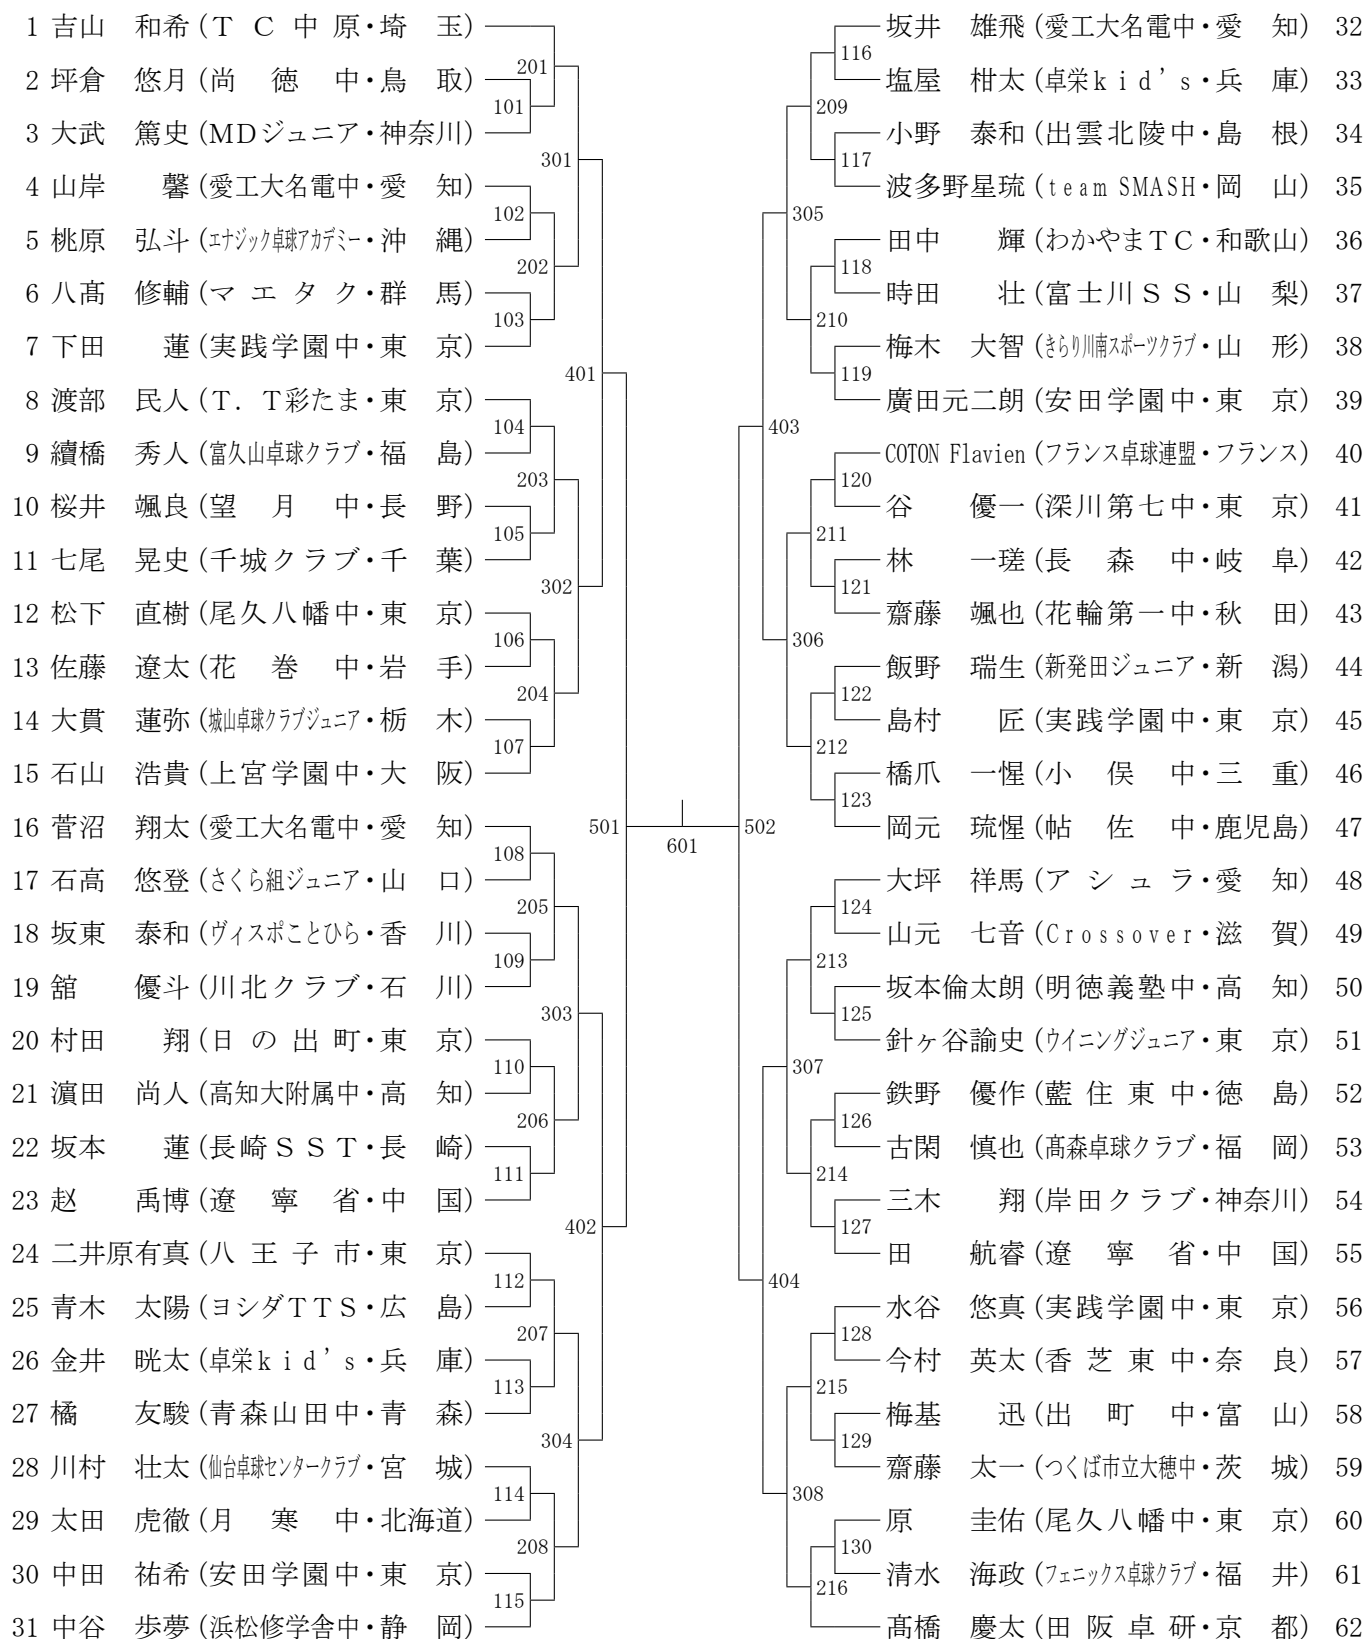 1 吉山 和希 (ＴＣ中原・埼玉)
2 坪倉 悠月 (尚徳中・鳥取)
3 大武 篤史 (MDジュニア・神奈川)
4 山岸 馨 (愛工大名電中・愛知)
5 桃原 弘斗 (エナジック卓球アカデミー・沖縄)
6 八髙 修輔 (マエタク・群馬)
7 下田 蓮 (実践学園中・東京)
8 渡部 民人 (Ｔ．Ｔ彩たま・東京)
9 續橋 秀人 (富久山卓球クラブ・福島)
10 桜井 颯良 (望月中・長野)
11 七尾 晃史 (千城クラブ・千葉)
12 松下 直樹 (尾久八幡中・東京)
13 佐藤 遼太 (花巻中・岩手)
14 大貫 蓮弥 (城山卓球クラブジュニア・栃木)
15 石山 浩貴 (上宮学園中・大阪)
16 菅沼 翔太 (愛工大名電中・愛知)
17 石高 悠登 (さくら組ジュニア・山口)
18 坂東 泰和 (ヴィスポことひら・香川)
19 舘 優斗 (川北クラブ・石川)
20 村田 翔 (日の出町・東京)
21 濵田 尚人 (高知大附属中・高知)
22 坂本 蓮 (長崎ＳＳＴ・長崎)
23 赵 禹博 (遼寧省・中国)
24 二井原有真 (八王子市・東京)
25 青木 太陽 (ヨシダTTS・広島)
26 金井 晄太 (卓栄kid's・兵庫)
27 橘 友駿 (青森山田中・青森)
28 川村 壮太 (仙台卓球センタークラブ・宮城)
29 太田 虎徹 (月寒中・北海道)
30 中田 祐希 (安田学園中・東京)
31 中谷 歩夢 (浜松修学舎中・静岡)
101
102
103
104
105
106
107
108
109
110
111
112
113
114
115
201
202
203
204
205
206
207
208
301
302
303
304
401
402
501
601
502
403
404
305
306
307
308
209
210
211
212
213
214
215
216
116
117
118
119
120
121
122
123
124
125
126
127
128
129
130
坂井 雄飛 (愛工大名電中・愛知) 32
塩屋 柑太 (卓栄kid's・兵庫) 33
小野 泰和 (出雲北陵中・島根) 34
波多野星琉 (team SMASH・岡山) 35
田中 輝 (わかやまＴＣ・和歌山) 36
時田 壮 (富士川ＳＳ・山梨) 37
梅木 大智 (きらり川南スポーツクラブ・山形) 38
廣田元二朗 (安田学園中・東京) 39
COTON Flavien (フランス卓球連盟・フランス) 40
谷 優一 (深川第七中・東京) 41
林 一瑳 (長森中・岐阜) 42
齋藤 颯也 (花輪第一中・秋田) 43
飯野 瑞生 (新発田ジュニア・新潟) 44
島村 匠 (実践学園中・東京) 45
橋爪 一惺 (小俣中・三重) 46
岡元 琉惺 (帖佐中・鹿児島) 47
大坪 祥馬 (アシュラ・愛知) 48
山元 七音 (Crossover・滋賀) 49
坂本倫太朗 (明徳義塾中・高知) 50
針ヶ谷諭史 (ウイニングジュニア・東京) 51
鉄野 優作 (藍住東中・徳島) 52
古閑 慎也 (髙森卓球クラブ・福岡) 53
三木 翔 (岸田クラブ・神奈川) 54
田 航睿 (遼寧省・中国) 55
水谷 悠真 (実践学園中・東京) 56
今村 英太 (香芝東中・奈良) 57
梅基 迅 (出町中・富山) 58
齋藤 太一 (つくば市立大穂中・茨城) 59
原 圭佑 (尾久八幡中・東京) 60
清水 海政 (フェニックス卓球クラブ・福井) 61
髙橋 慶太 (田阪卓研・京都) 62